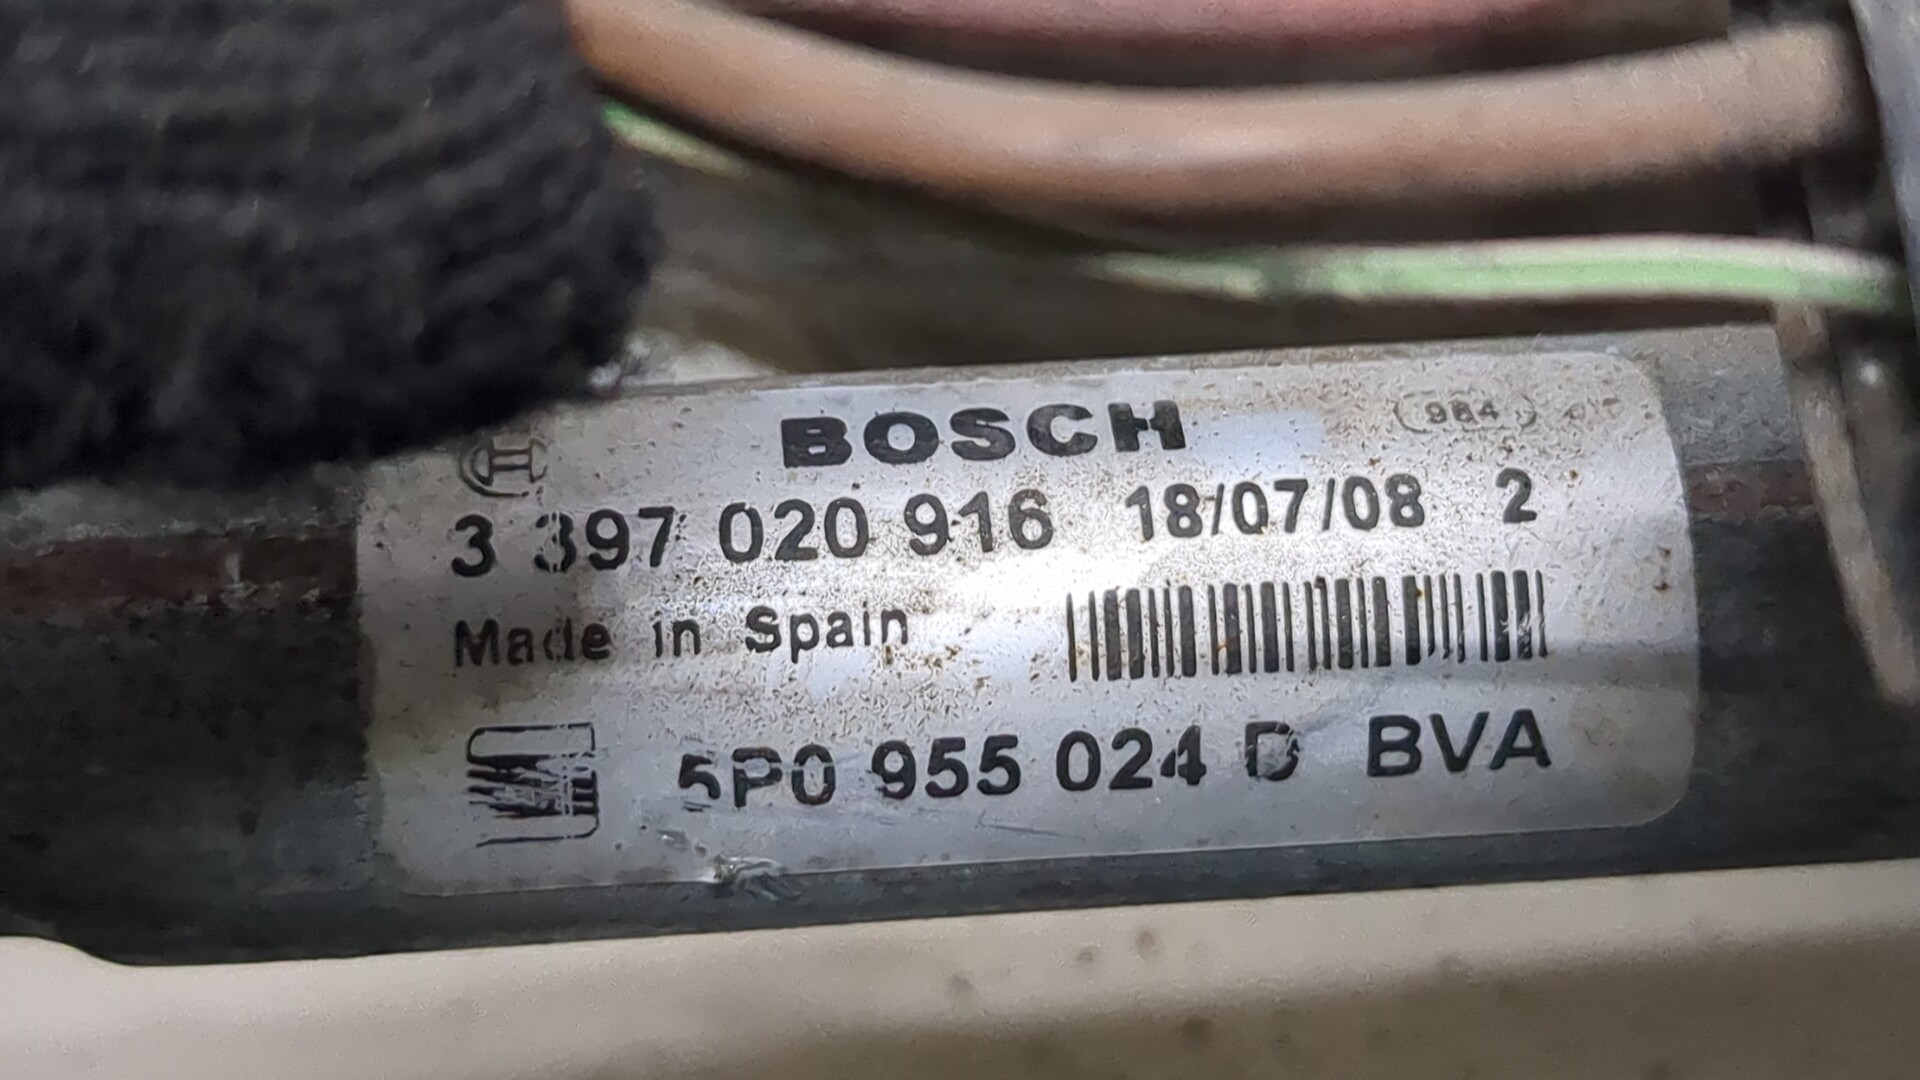 BOSCH 984
3 397 020 916 18/07/08 2
Made in Spain
5P0 955 024 D BVA